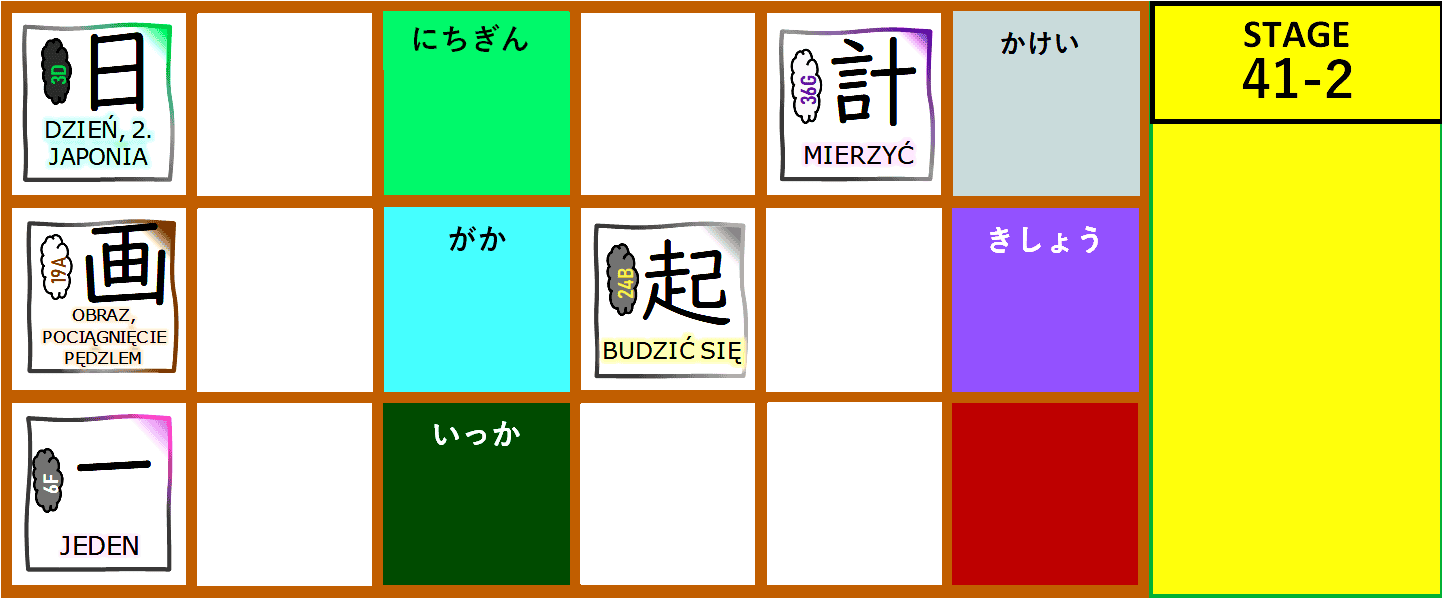 3D
日
DZIEŃ, 2.
JAPONIA
にちぎん
36G
計
MIERZYĆ
かけい
STAGE
41-2
19A
画
OBRAZ,
POCIĄGNIĘCIE
PĘDZLEM
がか
24B
起
BUDZIĆ SIĘ
きしょう
6F
一
JEDEN
いっか